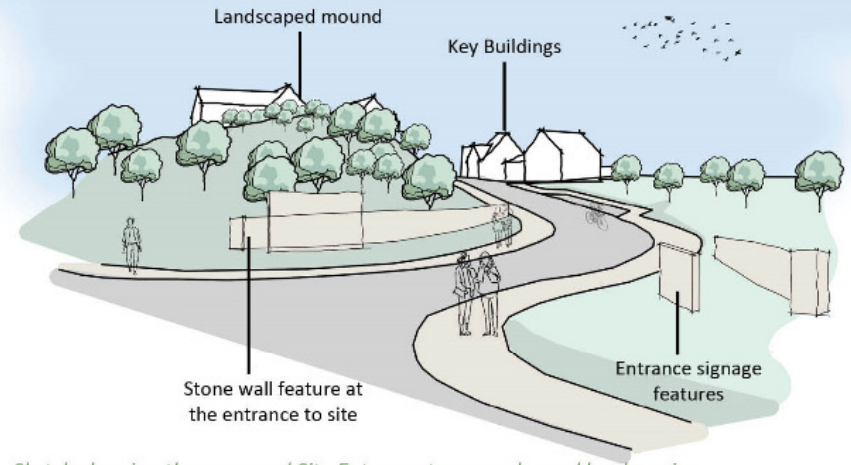 Landscaped mound
Key Buildings
Entrance signage
features
Stone wall feature at
the entrance to site